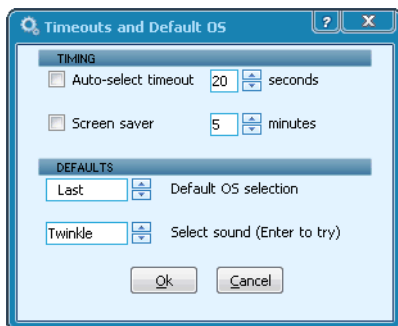 Timeouts and Default OS ? X
TIMING
Auto-select timeout 20 seconds
Screen saver 5 minutes
DEFAULTS
Last Default OS selection
Twinkle Select sound (Enter to try)
Ok Cancel